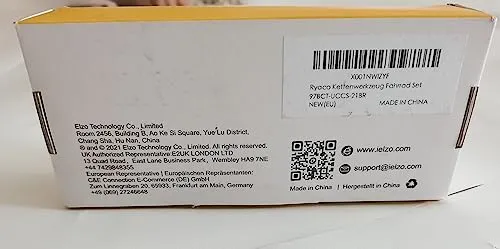 X001NWIZYF
Ryaco Kettenwerkzeug Fahrrad Set
97BCT-UCCS-21BR
NEW(EU) MADE IN CHINA
Elzo Technology Co., Limited
Room 2456, Building B, Ao Ke Si Square, Yue Lu District,
Chang Sha, Hu Nan, China
® and © 2021 Elzo Technology Co., Limited. All rights reserved.
UK Authorized Representative E2UK LONDON LTD
13 Quad Road, East Lane Business Park, Wembley HA9 7NE
+44 7429848355
European Representative / Europäischen Repräsentanten:
C&E Connection E-Commerce (DE) GmbH
Zum Linnegraben 20, 65933, Frankfurt am Main, Germany
+49 (069) 27246648
www.ielzo.com
support@ielzo.com
Made in China | Hergestellt in China